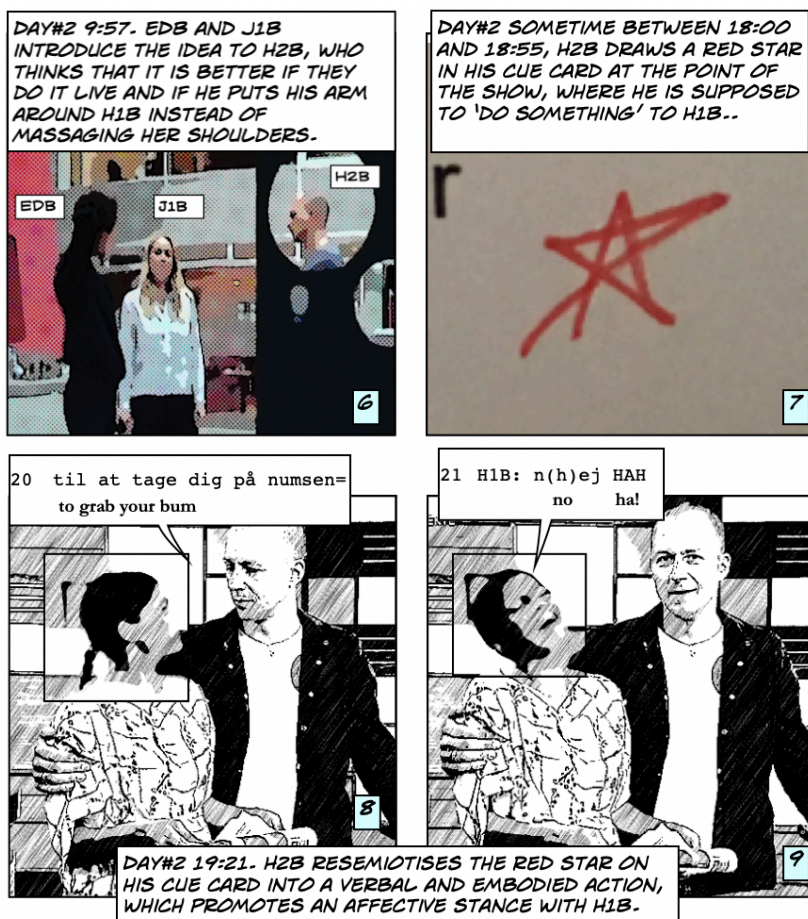 DAY#2 9:57. EDB AND J1B
INTRODUCE THE IDEA TO H2B, WHO
THINKS THAT IT IS BETTER IF THEY
DO IT LIVE AND IF HE PUTS HIS ARM
AROUND H1B INSTEAD OF
MASSAGING HER SHOULDERS.
EDB
J1B
H2B
6
DAY#2 SOMETIME BETWEEN 18:00
AND 18:55, H2B DRAWS A RED STAR
IN HIS CUE CARD AT THE POINT OF
THE SHOW, WHERE HE IS SUPPOSED
TO 'DO SOMETHING' TO H1B..
r
7
20 til at tage dig på numsen=
to grab your bum
8
21 H1B: n(h)ej HAH
no ha!
9
DAY#2 19:21. H2B RESEMIOTISES THE RED STAR ON
HIS CUE CARD INTO A VERBAL AND EMBODIED ACTION,
WHICH PROMOTES AN AFFECTIVE STANCE WITH H1B.